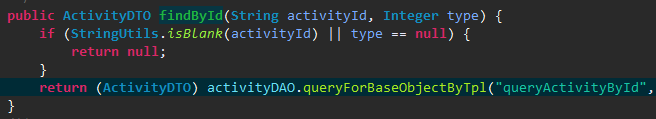 public ActivityDTO findById(String activityId, Integer type) {
if (StringUtils.isBlank(activityId) || type == null) {
return null;
}
return (ActivityDTO) activityDAO.queryForBaseObjectByTpl("queryActivityById",
}